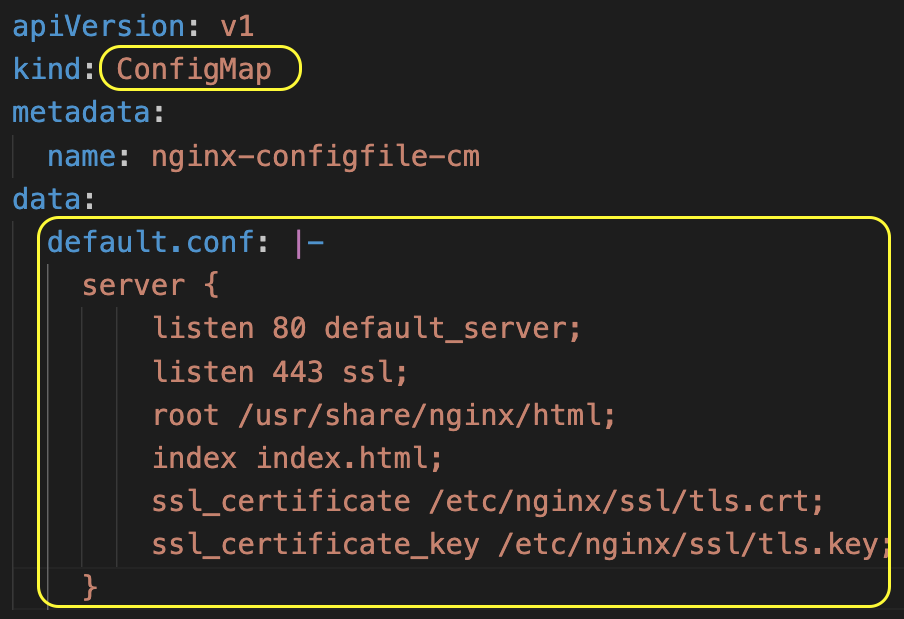 apiVersion: v1
kind: ConfigMap
metadata:
  name: nginx-configfile-cm
data:
  default.conf: |-
    server {
        listen 80 default_server;
        listen 443 ssl;
        root /usr/share/nginx/html;
        index index.html;
        ssl_certificate /etc/nginx/ssl/tls.crt;
        ssl_certificate_key /etc/nginx/ssl/tls.key;
    }